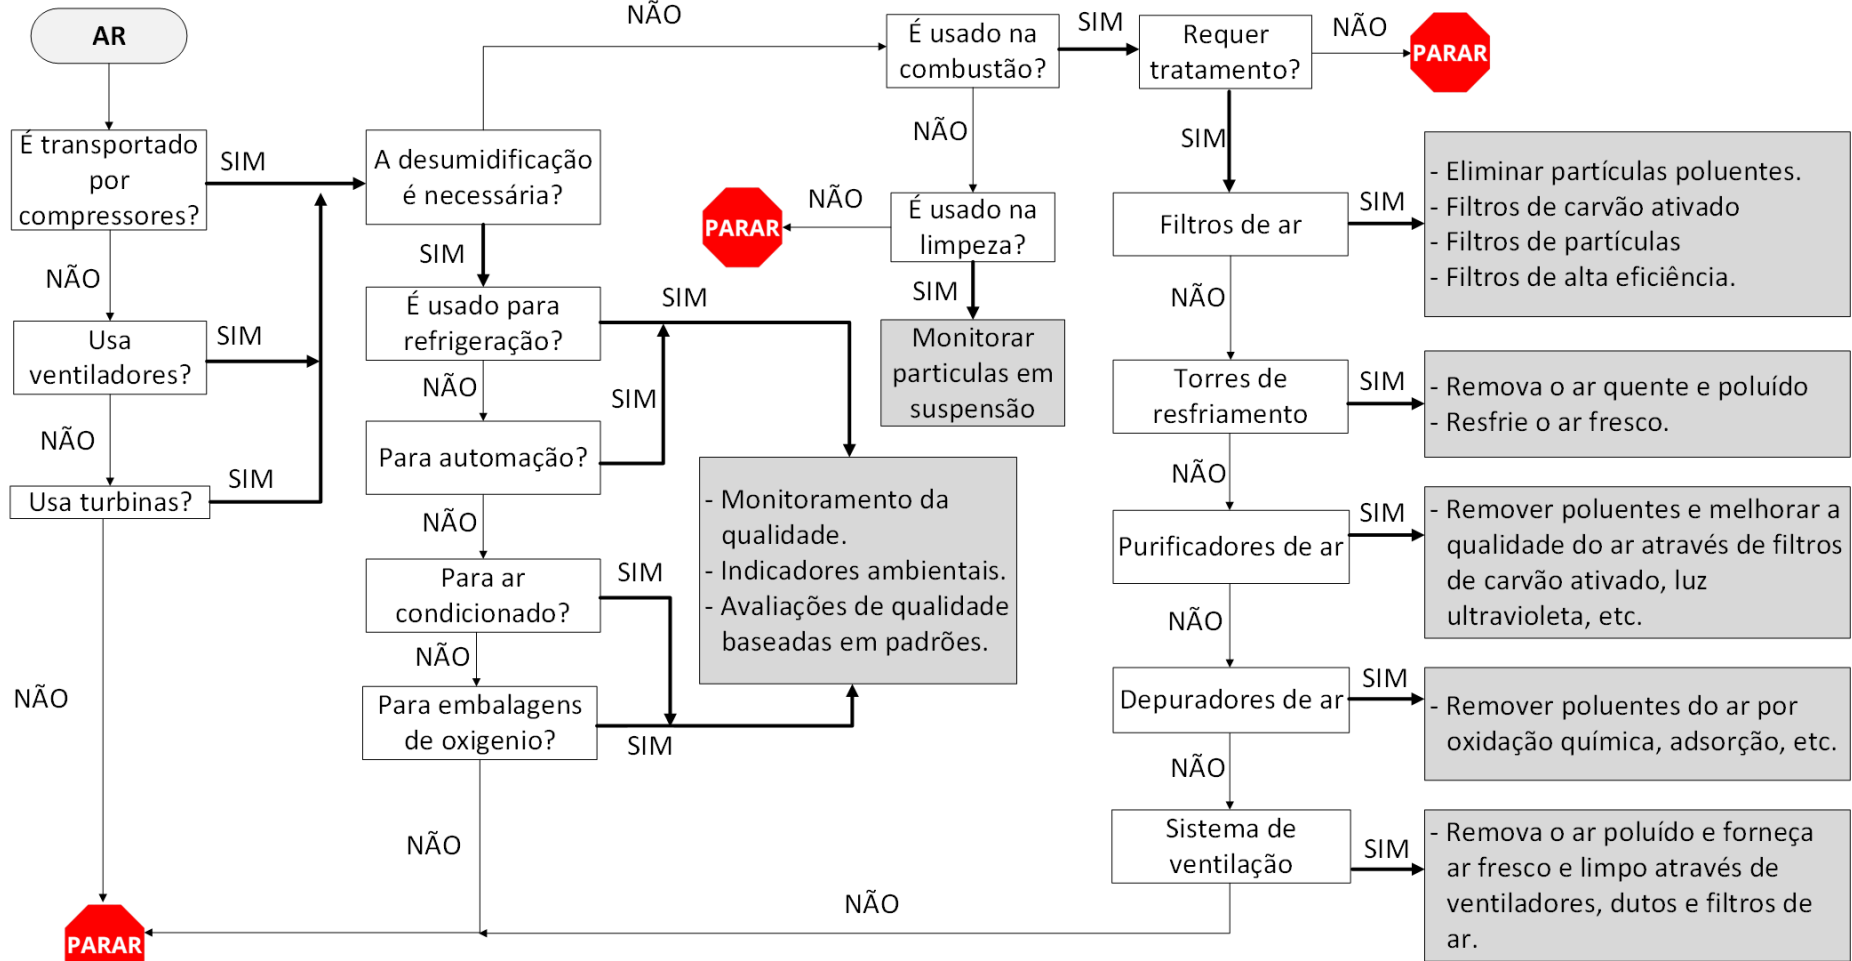 AR
É transportado
por
compressores?
SIM
NÃO
Usa
ventiladores?
SIM
NÃO
Usa turbinas?
SIM
NÃO
PARAR
A desumidificação
é necessária?
NÃO
SIM
É usado para
refrigeração?
SIM
NÃO
Para automação?
SIM
NÃO
Para ar
condicionado?
SIM
NÃO
Para embalagens
de oxigenio?
SIM
NÃO
- Monitoramento da
qualidade.
- Indicadores ambientais.
- Avaliações de qualidade
baseadas em padrões.
É usado na
combustão?
SIM
NÃO
É usado na
limpeza?
NÃO
PARAR
SIM
Monitorar
particulas em
suspensão
Requer
tratamento?
NÃO
PARAR
SIM
Filtros de ar
SIM
- Eliminar partículas poluentes.
- Filtros de carvão ativado
- Filtros de partículas
- Filtros de alta eficiência.
NÃO
Torres de
resfriamento
SIM
- Remova o ar quente e poluído
- Resfrie o ar fresco.
NÃO
Purificadores de ar
SIM
- Remover poluentes e melhorar a
qualidade do ar através de filtros
de carvão ativado, luz
ultravioleta, etc.
NÃO
Depuradores de ar
SIM
- Remover poluentes do ar por
oxidação química, adsorção, etc.
NÃO
Sistema de
ventilação
SIM
- Remova o ar poluído e forneça
ar fresco e limpo através de
ventiladores, dutos e filtros de
ar.
NÃO